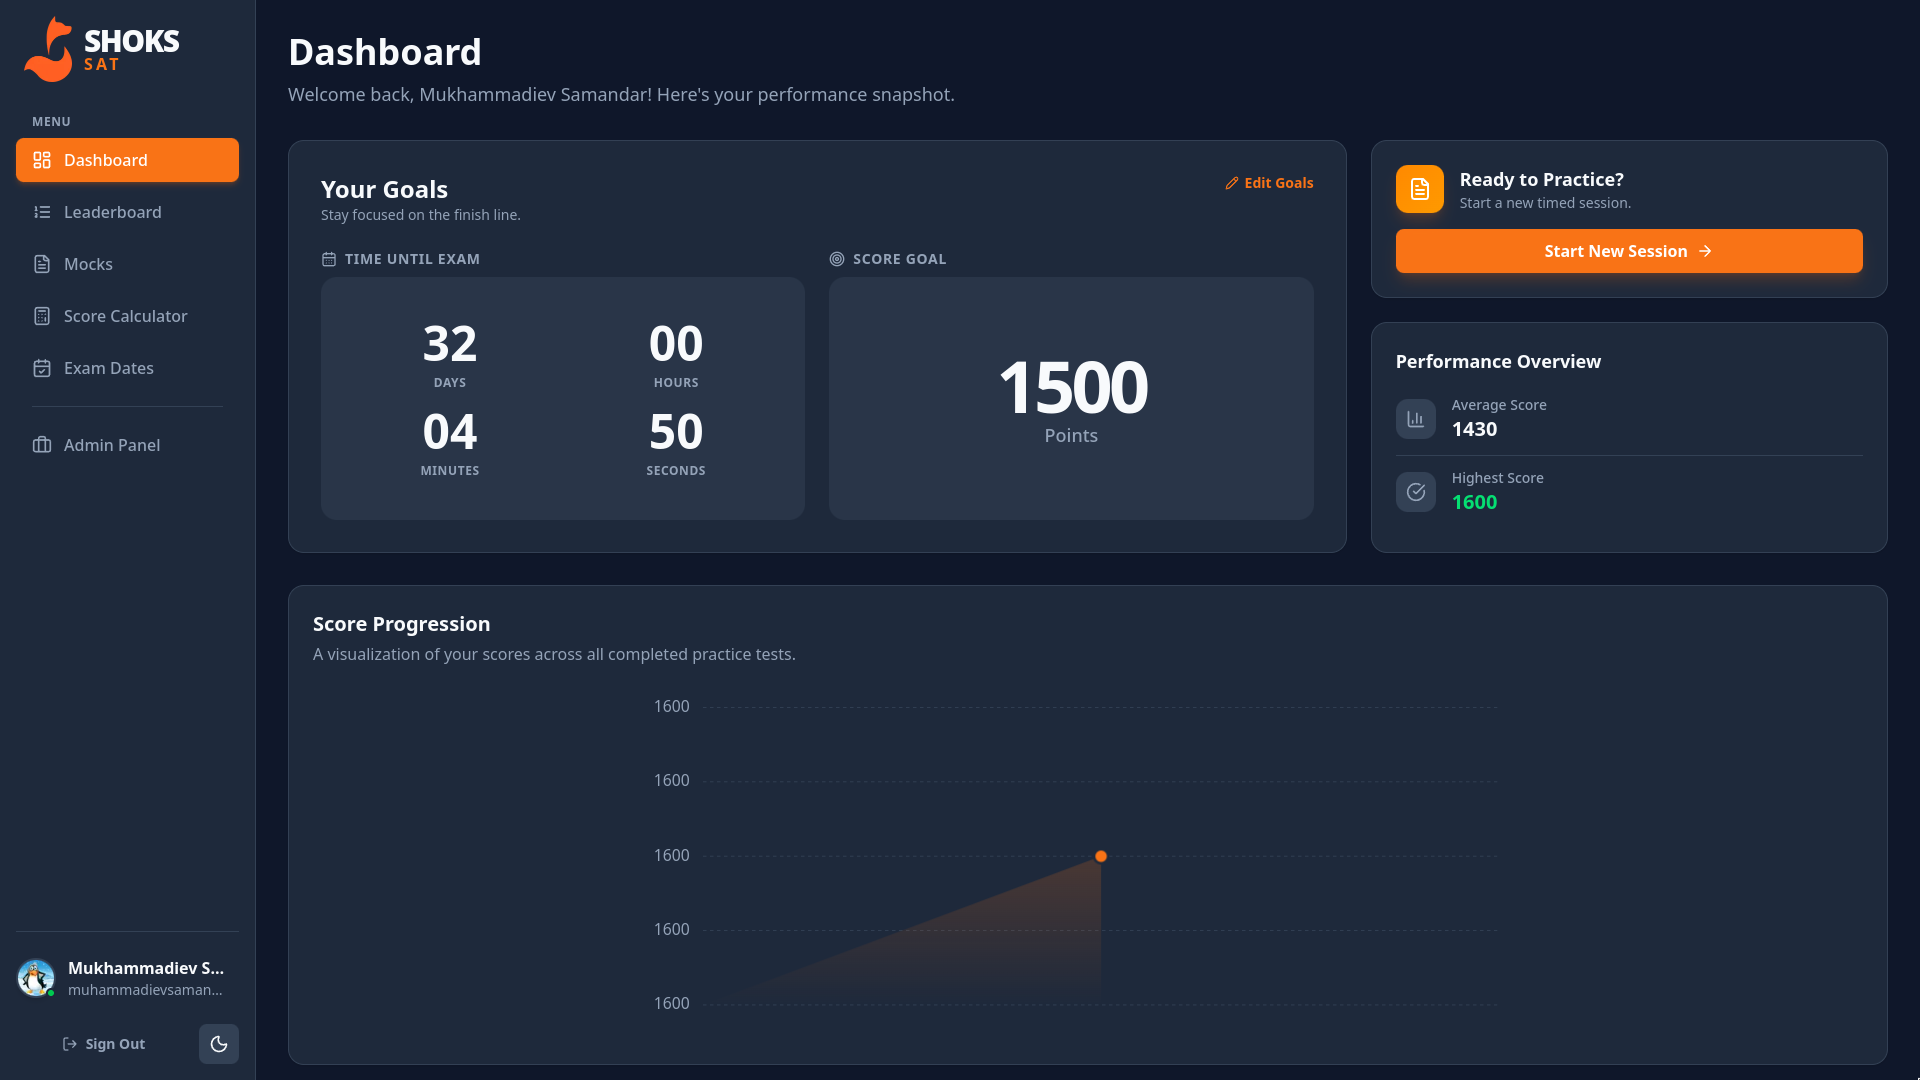 SHOKS
SAT
MENU
Dashboard
Leaderboard
Mocks
Score Calculator
Exam Dates
Admin Panel
Mukhammadiev S...
muhammadievsaman...
Sign Out
Dashboard
Welcome back, Mukhammadiev Samandar! Here's your performance snapshot.
Your Goals
Stay focused on the finish line.
Edit Goals
TIME UNTIL EXAM
32
DAYS
00
HOURS
04
MINUTES
50
SECONDS
SCORE GOAL
1500
Points
Ready to Practice?
Start a new timed session.
Start New Session
Performance Overview
Average Score
1430
Highest Score
1600
Score Progression
A visualization of your scores across all completed practice tests.
1600
1600
1600
1600
1600